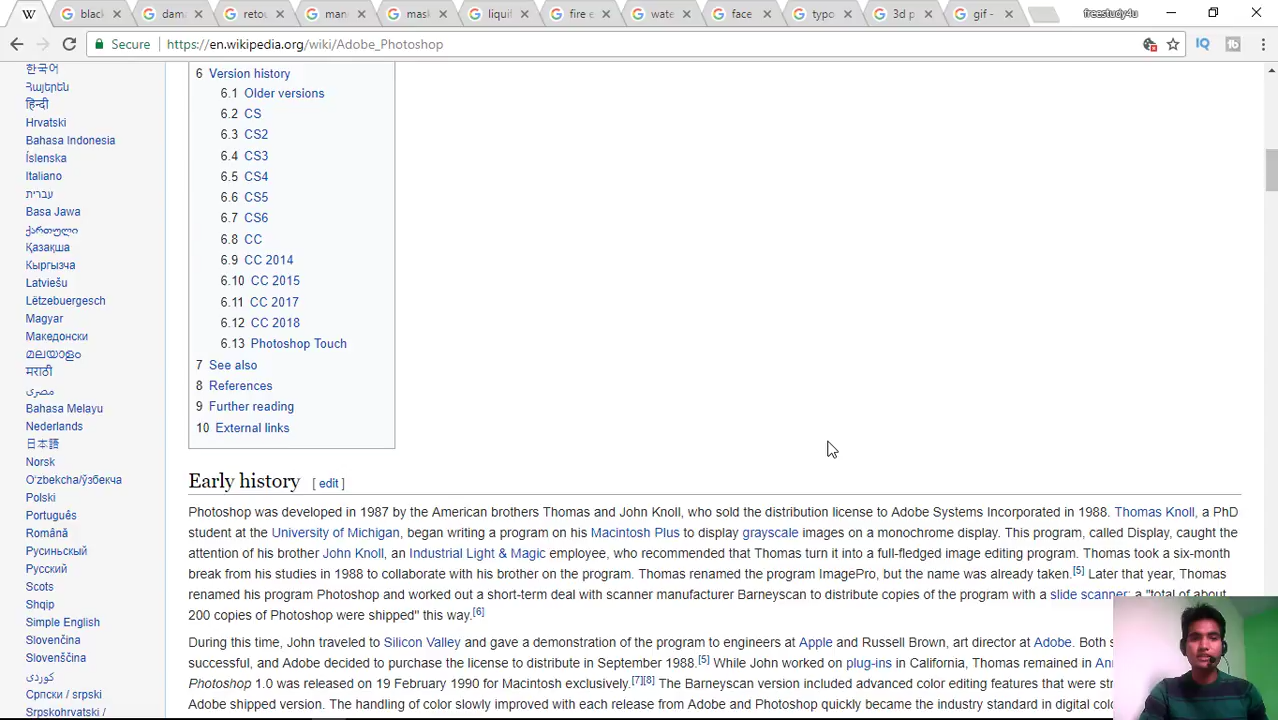 W
black
dam
retou
man
mask
liquif
fire e
wate
face
typo
3d p
gif -
freestudy4u
Secure
https://en.wikipedia.org/wiki/Adobe_Photoshop
IQ
한국어
Հայերեն
हिन्दी
Hrvatski
Bahasa Indonesia
Íslenska
Italiano
עברית
Basa Jawa
ქართული
Қазақша
Кыргызча
Latviešu
Lëtzebuergesch
Magyar
Македонски
മലയാളം
मराठी
مصرى
Bahasa Melayu
Nederlands
日本語
Norsk
Oʻzbekcha/ўзбекча
Polski
Português
Română
Русиньскый
Русский
Scots
Shqip
Simple English
Slovenčina
Slovenščina
کوردی
Српски / srpski
Srpskohrvatski /
6 Version history
6.1 Older versions
6.2 CS
6.3 CS2
6.4 CS3
6.5 CS4
6.6 CS5
6.7 CS6
6.8 CC
6.9 CC 2014
6.10 CC 2015
6.11 CC 2017
6.12 CC 2018
6.13 Photoshop Touch
7 See also
8 References
9 Further reading
10 External links
Early history [ edit ]
Photoshop was developed in 1987 by the American brothers Thomas and John Knoll, who sold the distribution license to Adobe Systems Incorporated in 1988. Thomas Knoll, a PhD
student at the University of Michigan, began writing a program on his Macintosh Plus to display grayscale images on a monochrome display. This program, called Display, caught the
attention of his brother John Knoll, an Industrial Light & Magic employee, who recommended that Thomas turn it into a full-fledged image editing program. Thomas took a six-month
break from his studies in 1988 to collaborate with his brother on the program. Thomas renamed the program ImagePro, but the name was already taken.[5] Later that year, Thomas
renamed his program Photoshop and worked out a short-term deal with scanner manufacturer Barneyscan to distribute copies of the program with a slide scanner; a "total of about
200 copies of Photoshop were shipped" this way.[6]
During this time, John traveled to Silicon Valley and gave a demonstration of the program to engineers at Apple and Russell Brown, art director at Adobe. Both s
successful, and Adobe decided to purchase the license to distribute in September 1988.[5] While John worked on plug-ins in California, Thomas remained in Ann
Photoshop 1.0 was released on 19 February 1990 for Macintosh exclusively.[7][8] The Barneyscan version included advanced color editing features that were str
Adobe shipped version. The handling of color slowly improved with each release from Adobe and Photoshop quickly became the industry standard in digital col